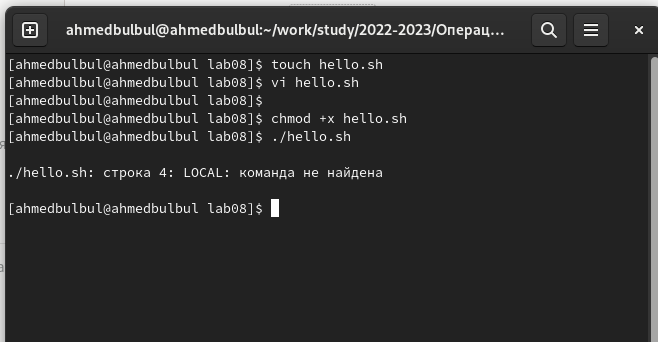 ahmedbulbul@ahmedbulbul:~/work/study/2022-2023/Операц...
[ahmedbulbul@ahmedbulbul lab08]$ touch hello.sh
[ahmedbulbul@ahmedbulbul lab08]$ vi hello.sh
[ahmedbulbul@ahmedbulbul lab08]$
[ahmedbulbul@ahmedbulbul lab08]$ chmod +x hello.sh
[ahmedbulbul@ahmedbulbul lab08]$ ./hello.sh
./hello.sh: строка 4: LOCAL: команда не найдена
[ahmedbulbul@ahmedbulbul lab08]$